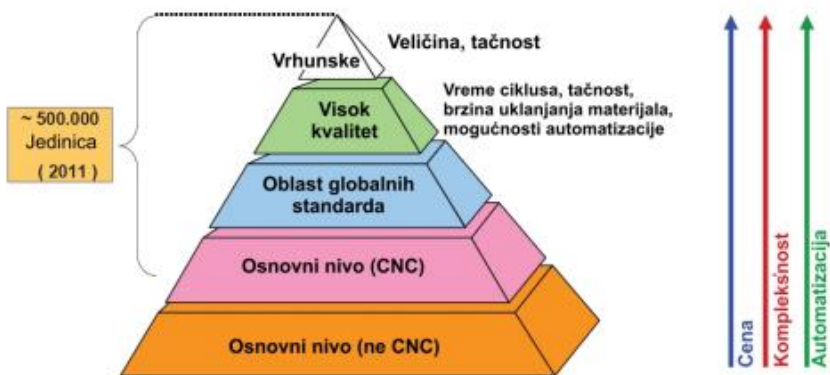 Vrhunske
Veličina, tačnost
~ 500.000
Jedinica
( 2011 )
Visok
kvalitet
Vreme ciklusa, tačnost,
brzina uklanjanja materijala,
mogućnosti automatizacije
Oblast globalnih
standarda
Osnovni nivo (CNC)
Osnovni nivo (ne CNC)
Cena
Kompleksnost
Automatizacija